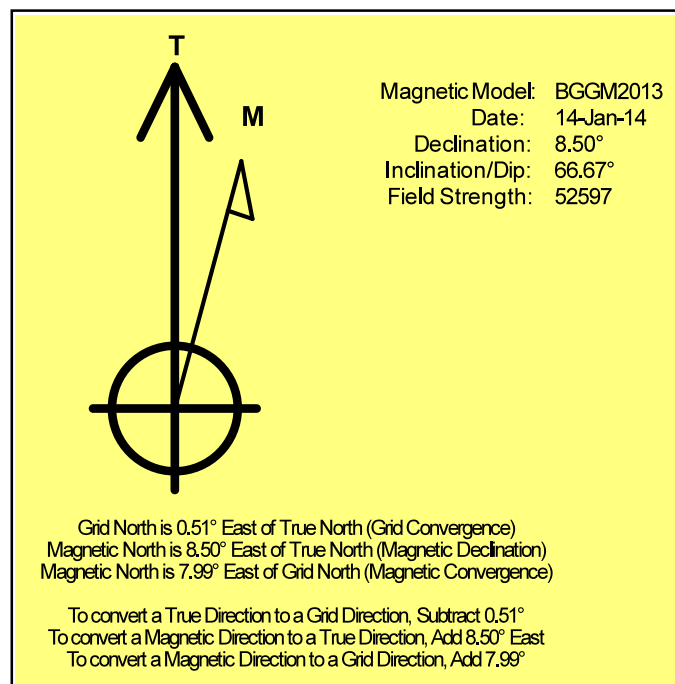 T
M
Magnetic Model: BGGM2013
Date: 14-Jan-14
Declination: 8.50°
Inclination/Dip: 66.67°
Field Strength: 52597
Grid North is 0.51° East of True North (Grid Convergence)
Magnetic North is 8.50° East of True North (Magnetic Declination)
Magnetic North is 7.99° East of Grid North (Magnetic Convergence)
To convert a True Direction to a Grid Direction, Subtract 0.51°
To convert a Magnetic Direction to a True Direction, Add 8.50° East
To convert a Magnetic Direction to a Grid Direction, Add 7.99°